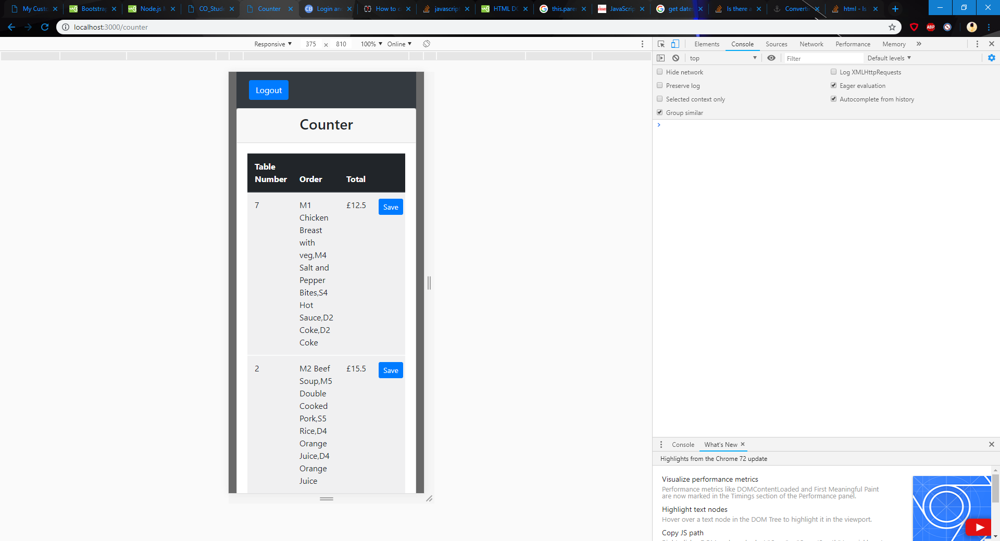 My Custo
Bootstrap
Node.js M
CO_Stude
Counter
Login and
How to c
javascript
HTML DO
this.paren
JavaScrip
get dates
Is there a
Convertin
html - Is
localhost:3000/counter
Responsive 375 x 810 100% Online
Elements Console Sources Network Performance Memory »
top Filter Default levels
Hide network
Log XMLHttpRequests
Preserve log
Eager evaluation
Selected context only
Autocomplete from history
Group similar
Logout
Counter
Table
Number Order Total
7 M1 £12.5 Save
Chicken
Breast
with
veg,M4
Salt and
Pepper
Bites,S4
Hot
Sauce,D2
Coke,D2
Coke
2 M2 Beef £15.5 Save
Soup,M5
Double
Cooked
Pork,S5
Rice,D4
Orange
Juice,D4
Orange
Juice
Console What's New
Highlights from the Chrome 72 update
Visualize performance metrics
Performance metrics like DOMContentLoaded and First Meaningful Paint
are now marked in the Timings section of the Performance panel.
Highlight text nodes
Hover over a text node in the DOM Tree to highlight it in the viewport.
Copy JS path